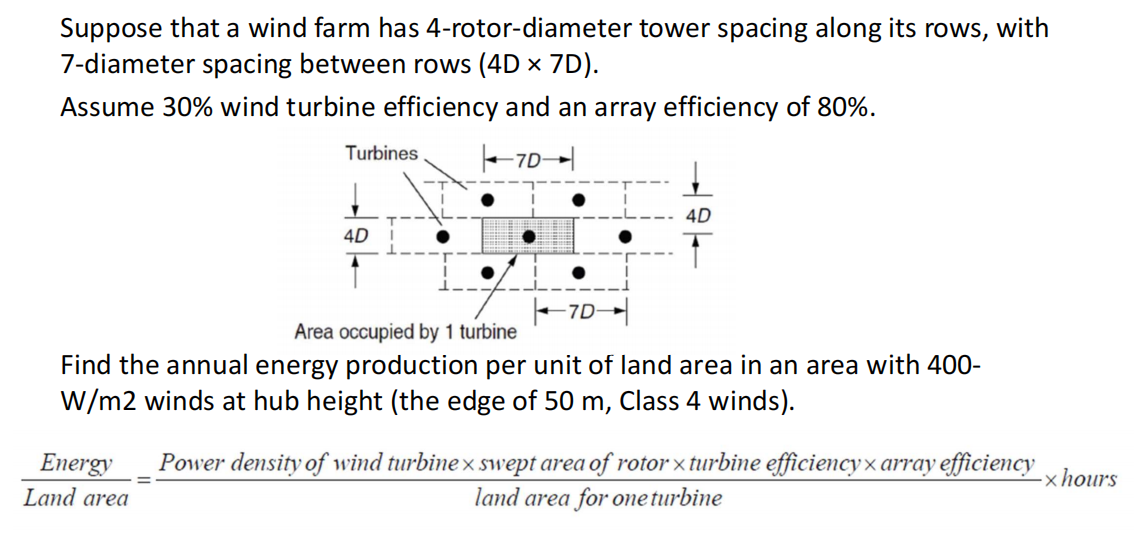 Suppose that a wind farm has 4-rotor-diameter tower spacing along its rows, with
7-diameter spacing between rows (4D × 7D).
Assume 30% wind turbine efficiency and an array efficiency of 80%.
Turbines
7D
4D
4D
7D
Area occupied by 1 turbine
Find the annual energy production per unit of land area in an area with 400-
W/m2 winds at hub height (the edge of 50 m, Class 4 winds).
Energy / Land area = Power density of wind turbine × swept area of rotor × turbine efficiency × array efficiency / land area for one turbine × hours